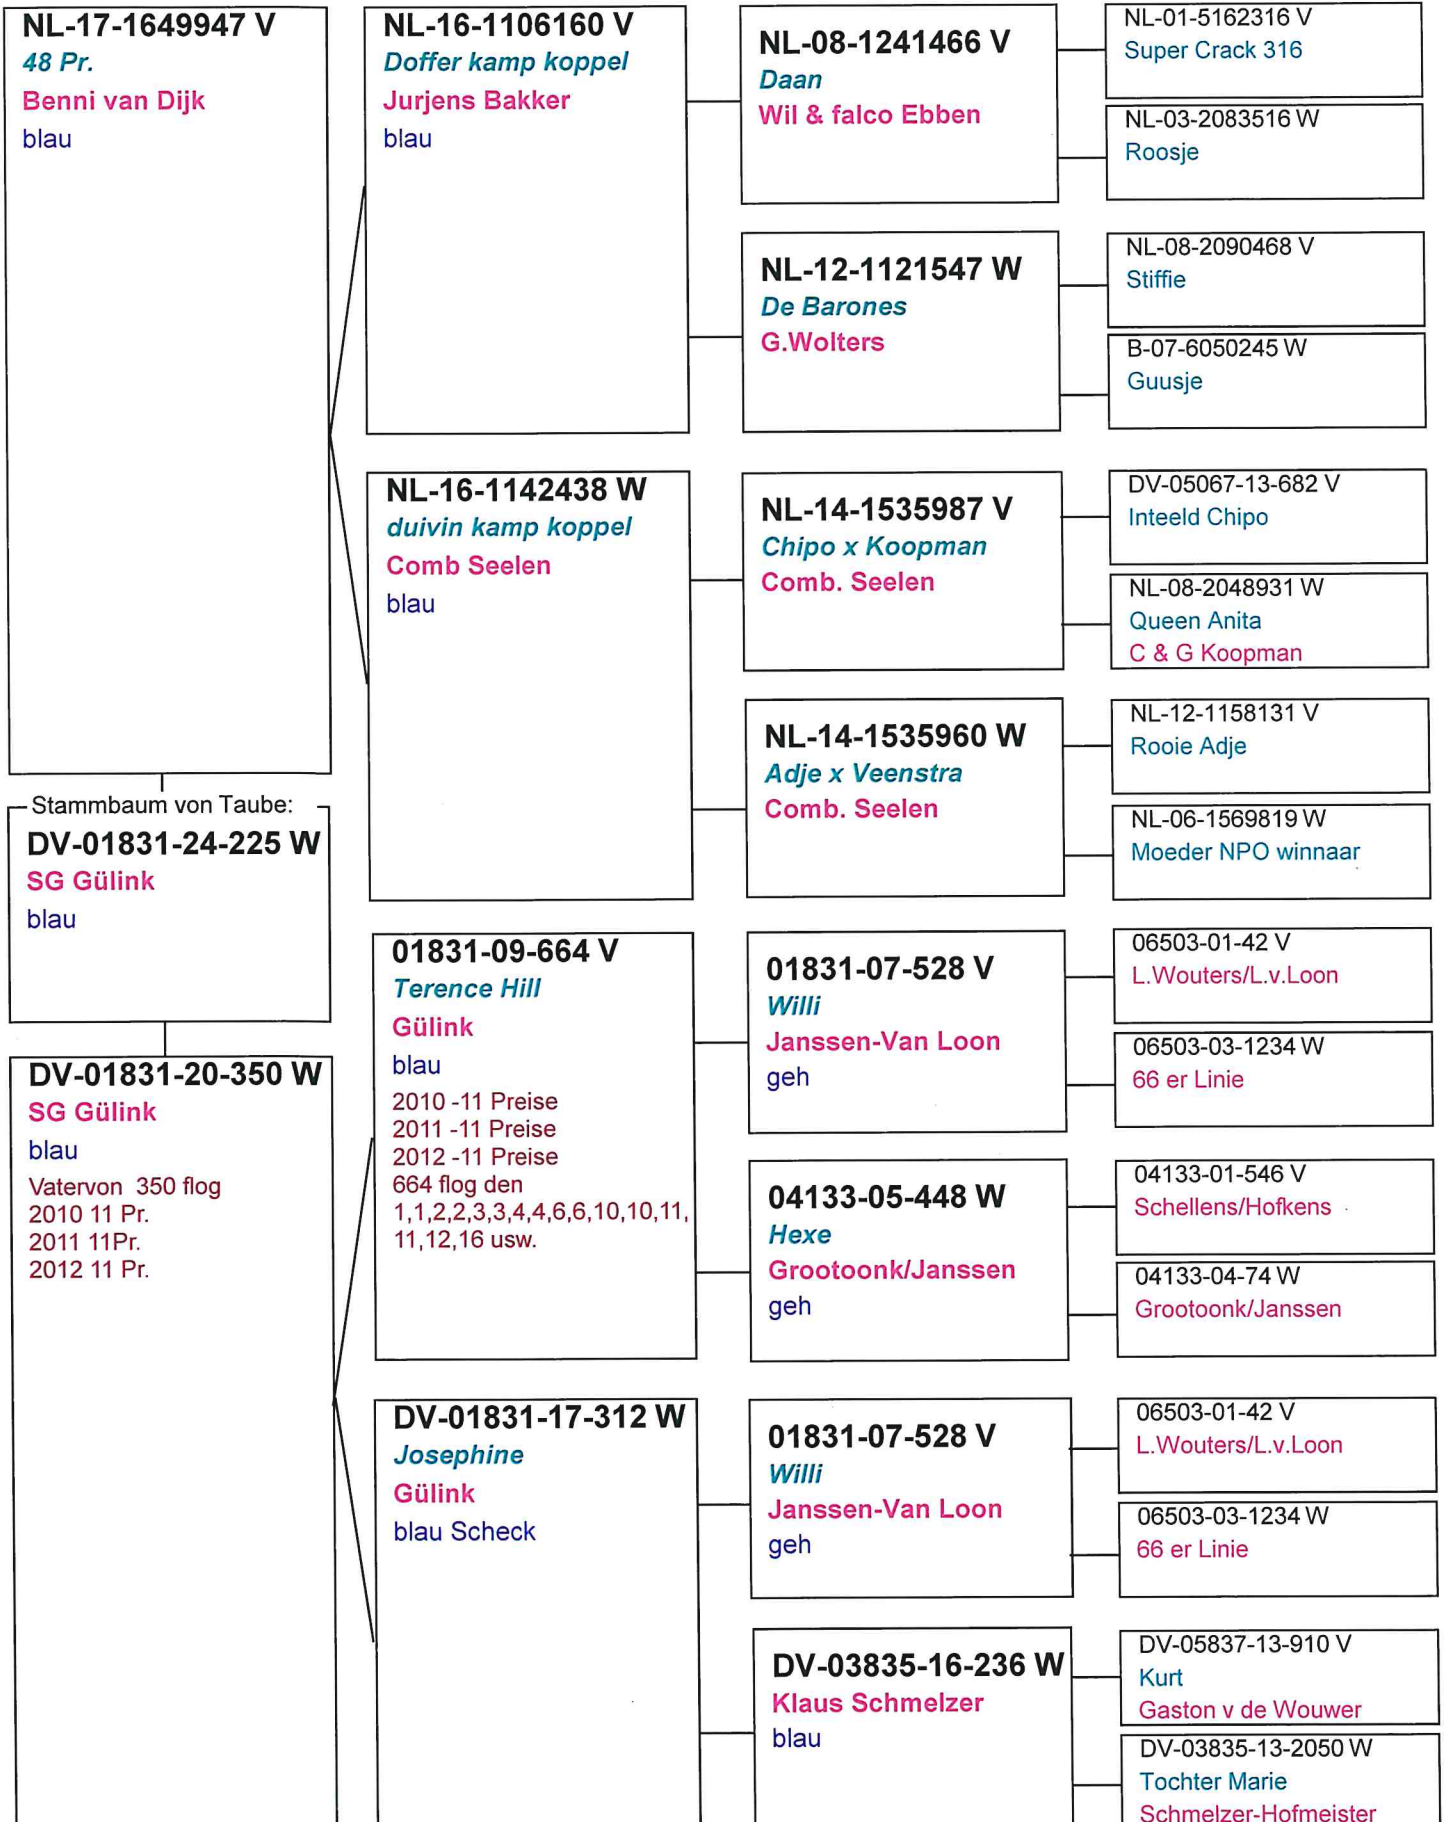 NL-17-1649947 V
48 Pr.
Benni van Dijk
blau
Stammbaum von Taube:
DV-01831-24-225 W
SG Gülink
blau
DV-01831-20-350 W
SG Gülink
blau
Vatervon 350 flog
2010 11 Pr.
2011 11Pr.
2012 11 Pr.
NL-16-1106160 V
Doffer kamp koppel
Jurjens Bakker
blau
NL-16-1142438 W
duivin kamp koppel
Comb Seelen
blau
01831-09-664 V
Terence Hill
Gülink
blau
2010 -11 Preise
2011 -11 Preise
2012 -11 Preise
664 flog den
1,1,2,2,3,3,4,4,6,6,10,10,11,
11,12,16 usw.
DV-01831-17-312 W
Josephine
Gülink
blau Scheck
NL-08-1241466 V
Daan
Wil & falco Ebben
NL-12-1121547 W
De Barones
G.Wolters
NL-14-1535987 V
Chipo x Koopman
Comb. Seelen
NL-14-1535960 W
Adje x Veenstra
Comb. Seelen
01831-07-528 V
Willi
Janssen-Van Loon
geh
04133-05-448 W
Hexe
Grootoonk/Janssen
geh
01831-07-528 V
Willi
Janssen-Van Loon
geh
DV-03835-16-236 W
Klaus Schmelzer
blau
NL-01-5162316 V
Super Crack 316
NL-03-2083516 W
Roosje
NL-08-2090468 V
Stiffie
B-07-6050245 W
Guusje
DV-05067-13-682 V
Inteeld Chipo
NL-08-2048931 W
Queen Anita
C & G Koopman
NL-12-1158131 V
Rooie Adje
NL-06-1569819 W
Moeder NPO winnaar
06503-01-42 V
L.Wouters/L.v.Loon
06503-03-1234 W
66 er Linie
04133-01-546 V
Schellens/Hofkens
04133-04-74 W
Grootoonk/Janssen
06503-01-42 V
L.Wouters/L.v.Loon
06503-03-1234 W
66 er Linie
DV-05837-13-910 V
Kurt
Gaston v de Wouwer
DV-03835-13-2050 W
Tochter Marie
Schmelzer-Hofmeister